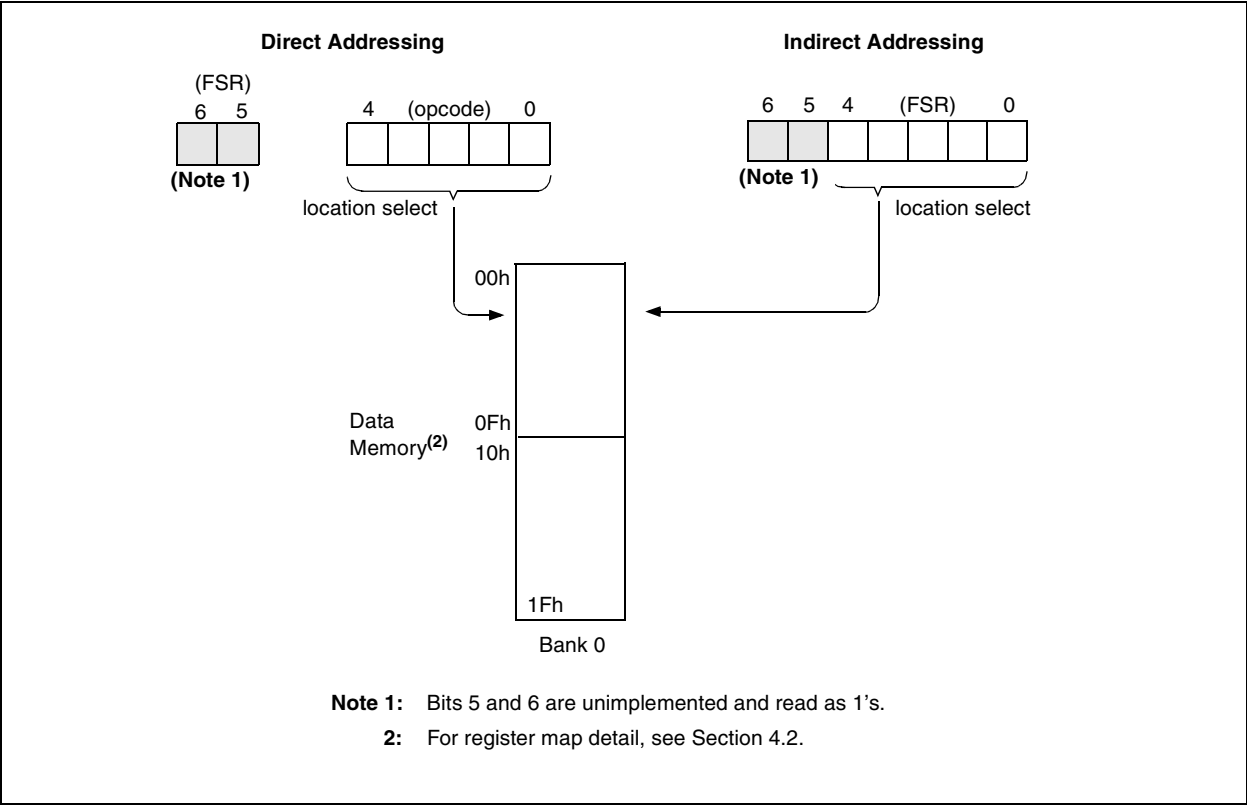 Direct Addressing
Indirect Addressing
(FSR)
6 5
4 (opcode) 0
6 5 4 (FSR) 0
(Note 1)
(Note 1)
location select
location select
00h
Data
Memory(2)
0Fh
10h
1Fh
Bank 0
Note 1: Bits 5 and 6 are unimplemented and read as 1's.
2: For register map detail, see Section 4.2.